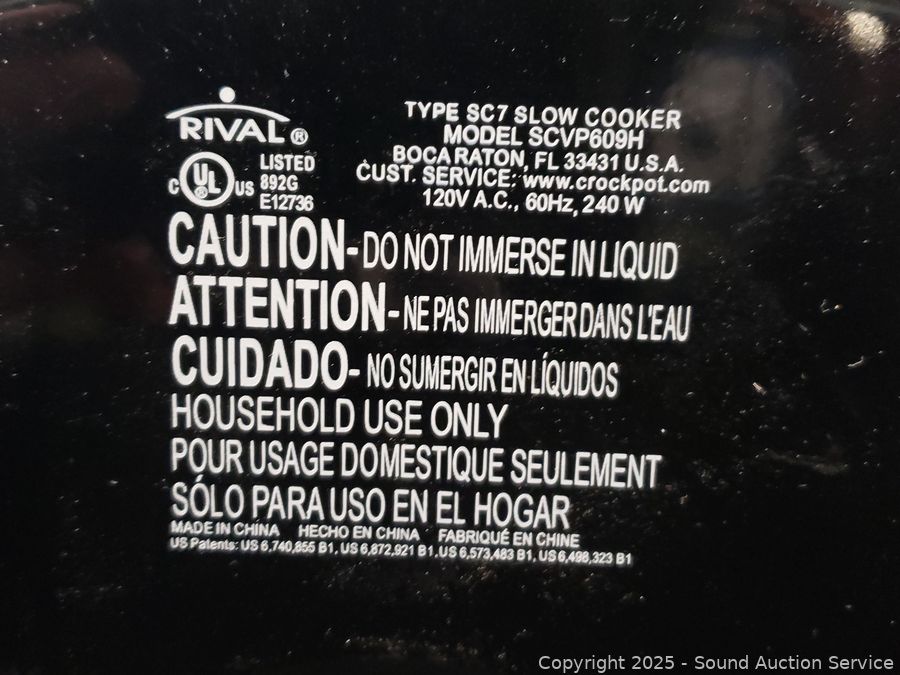 RIVAL®
TYPE SC7 SLOW COOKER
MODEL SCVP609H
BOCA RATON, FL 33431 U.S.A.
CUST. SERVICE: www.crockpot.com
120V A.C., 60Hz, 240 W
C UL® US LISTED
892G
E12736
CAUTION- DO NOT IMMERSE IN LIQUID
ATTENTION- NE PAS IMMERGER DANS L'EAU
CUIDADO- NO SUMERGIR EN LÍQUIDOS
HOUSEHOLD USE ONLY
POUR USAGE DOMESTIQUE SEULEMENT
SÓLO PARA USO EN EL HOGAR
MADE IN CHINA HECHO EN CHINA FABRIQUÉ EN CHINE
US Patents: US 6,740,855 B1, US 6,872,921 B1, US 6,573,483 B1, US 6,498,323 B1
Copyright 2025 - Sound Auction Service